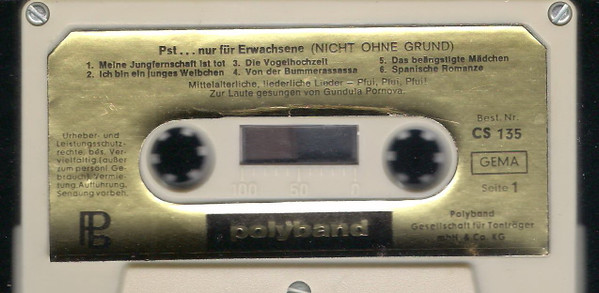 Pst... nur für Erwachsene (NICHT OHNE GRUND)
1. Meine Jungfernschaft ist tot 3. Die Vogelhochzeit 5. Das beängstigte Mädchen
2. Ich bin ein junges Weibchen 4. Von der Bummerassassa 6. Spanische Romanze
Mittelalterliche, liederliche Lieder — Pfui, Pfui, Pfui!
Zur Laute gesungen von Gundula Pornova.
Urheber- und
Leistungsschutz-
rechte, bes. Ver-
vielfältig. (außer
zum persönl. Ge-
brauch), Vermie-
tung Aufführung,
Sendung vorbeh.
PB
100 50 0
polyband
Best. Nr.
CS 135
GEMA
Seite 1
Polyband
Gesellschaft für Tonträger
mbH. & Co. KG